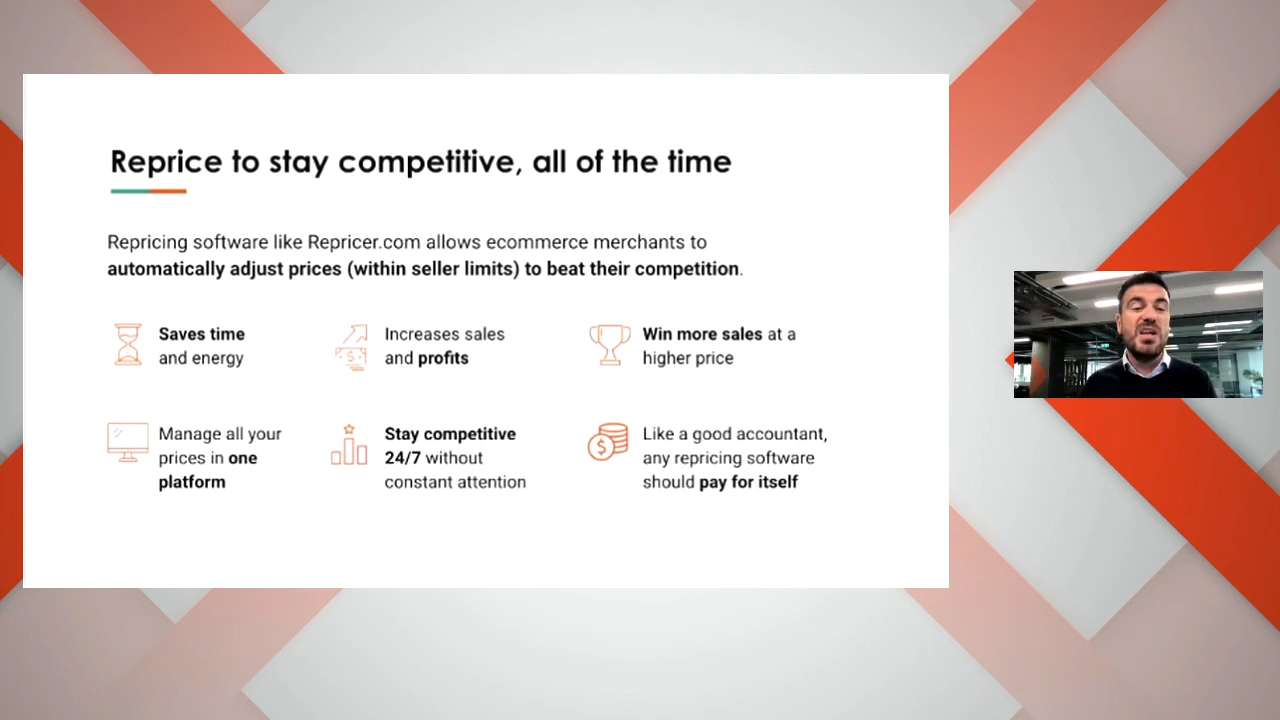 Reprice to stay competitive, all of the time
Repricing software like Repricer.com allows ecommerce merchants to
automatically adjust prices (within seller limits) to beat their competition.
Saves time
and energy
Increases sales
and profits
Win more sales at a
higher price
Manage all your
prices in one
platform
Stay competitive
24/7 without
constant attention
Like a good accountant,
any repricing software
should pay for itself